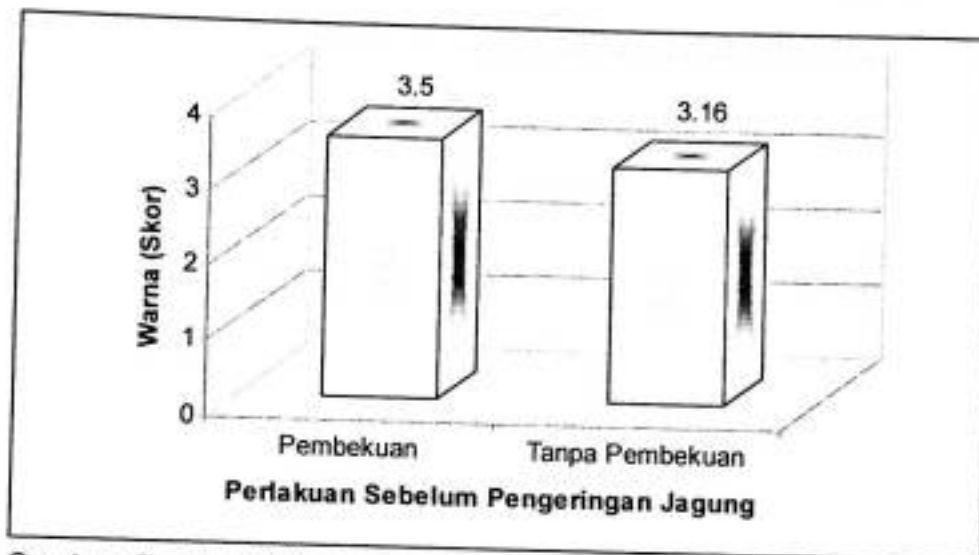 3.5
3.16
4
3
2
1
0
Warna (Skor)
Pembekuan
Tanpa Pembekuan
Perlakuan Sebelum Pengeringan Jagung